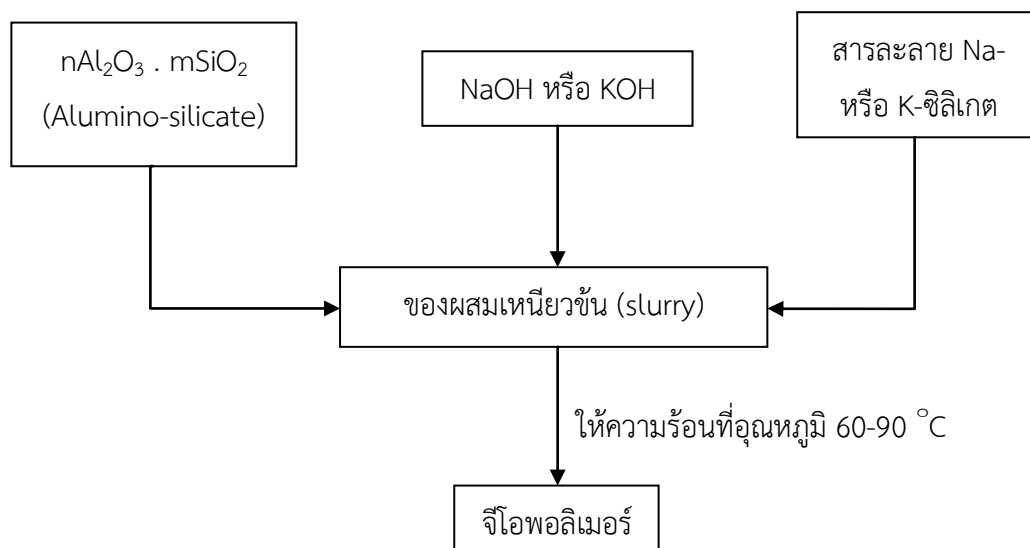 nAl₂O₃ . mSiO₂
(Alumino-silicate)
NaOH หรือ KOH
สารละลาย Na-
หรือ K-ซิลิเกต
ของผสมเหนียวข้น (slurry)
ให้ความร้อนที่อุณหภูมิ 60-90 °C
จีโอพอลิเมอร์